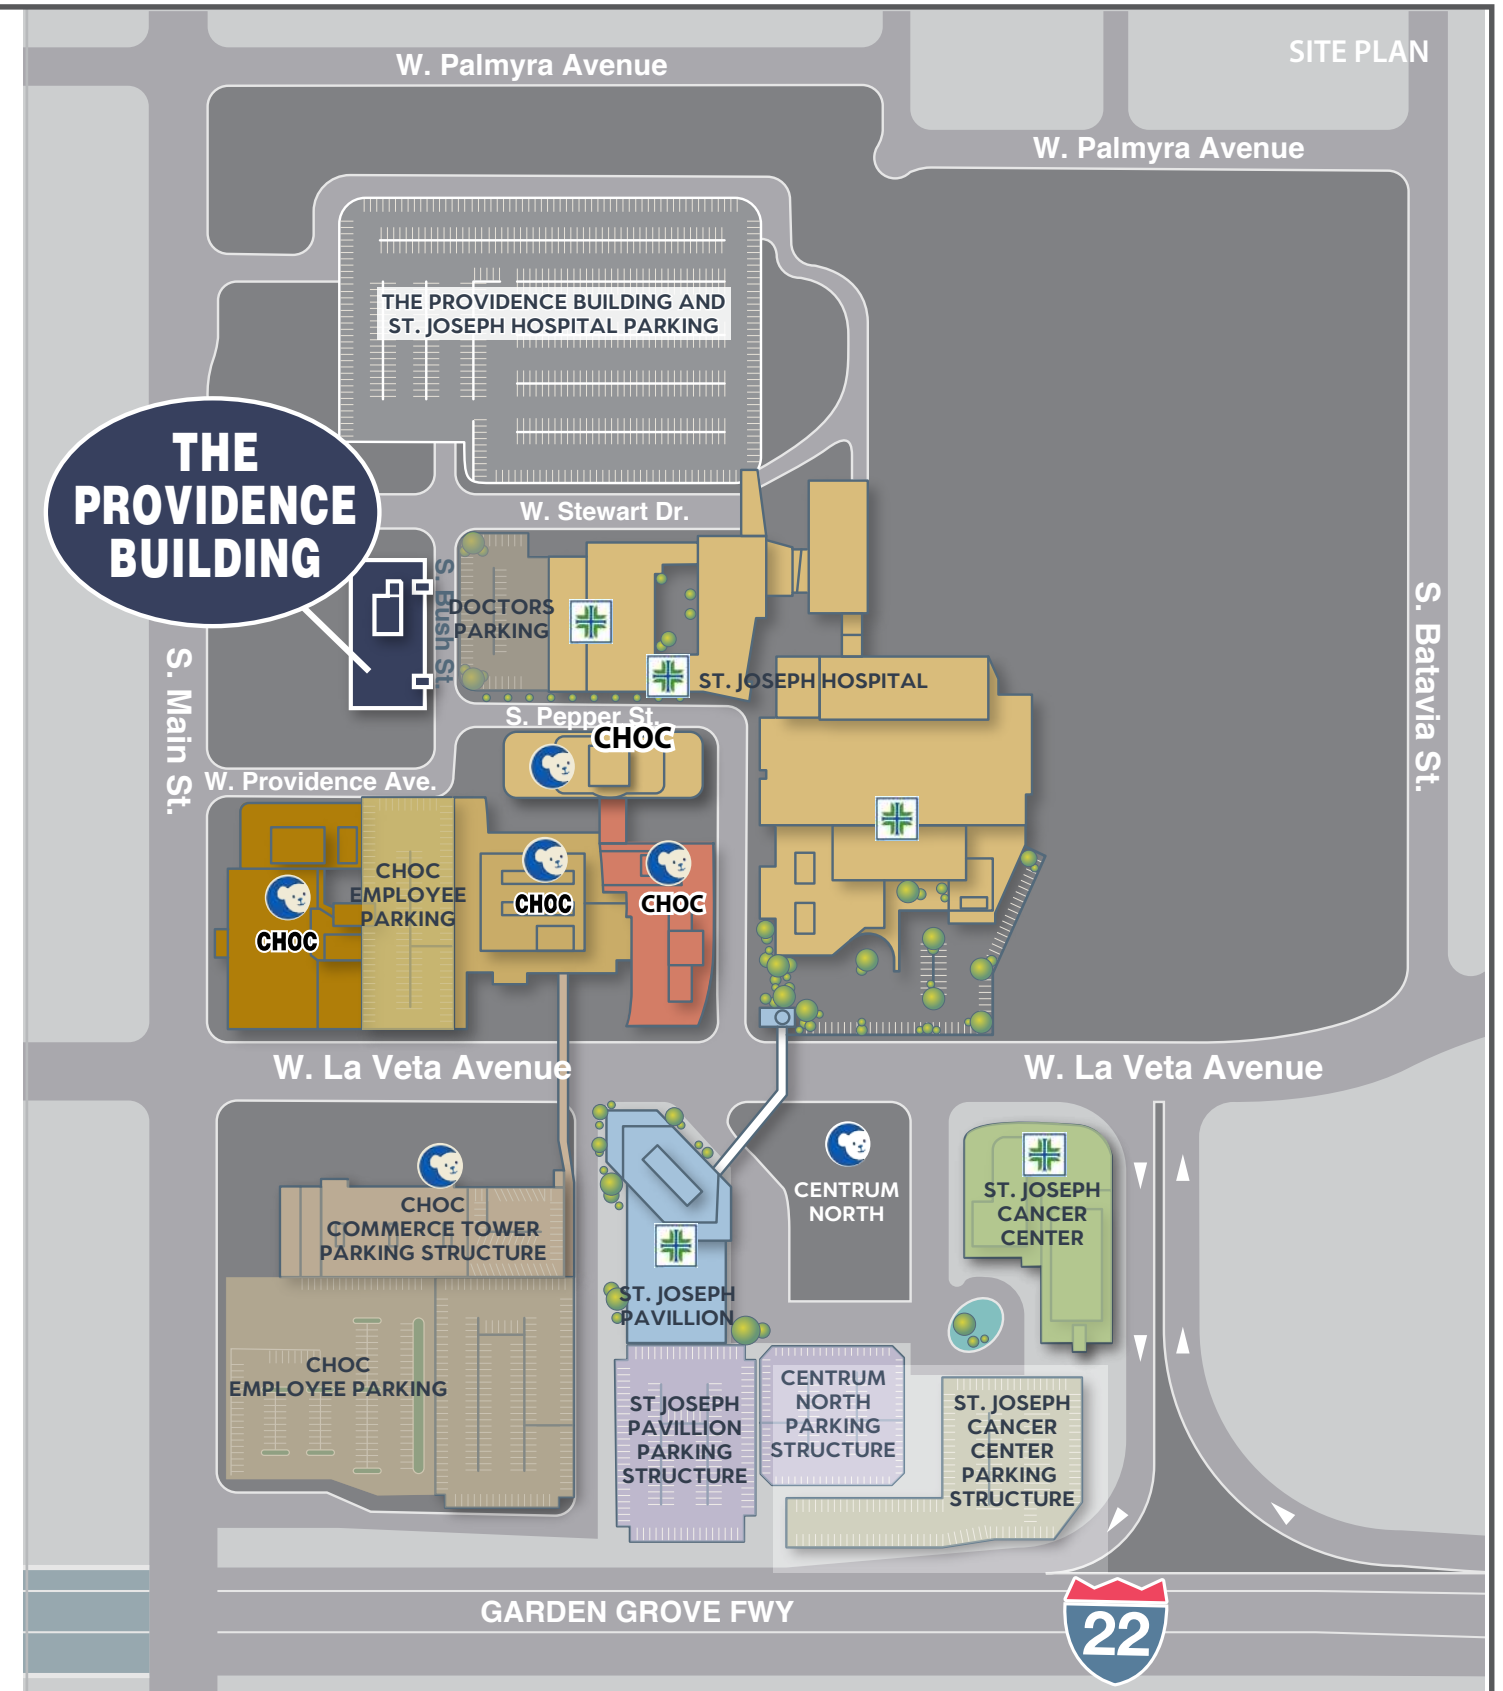 SITE PLAN
W. Palmyra Avenue
W. Palmyra Avenue
THE PROVIDENCE BUILDING AND
ST. JOSEPH HOSPITAL PARKING
THE
PROVIDENCE
BUILDING
W. Stewart Dr.
S. Bush St.
DOCTORS
PARKING
ST. JOSEPH HOSPITAL
S. Main St.
S. Batavia St.
S. Pepper St.
CHOC
W. Providence Ave.
CHOC
EMPLOYEE
PARKING
CHOC
CHOC
CHOC
W. La Veta Avenue
W. La Veta Avenue
CHOC
COMMERCE TOWER
PARKING STRUCTURE
CENTRUM
NORTH
ST. JOSEPH
CANCER
CENTER
ST. JOSEPH
PAVILLION
CHOC
EMPLOYEE PARKING
ST JOSEPH
PAVILLION
PARKING
STRUCTURE
CENTRUM
NORTH
PARKING
STRUCTURE
ST. JOSEPH
CANCER
CENTER
PARKING
STRUCTURE
GARDEN GROVE FWY
22